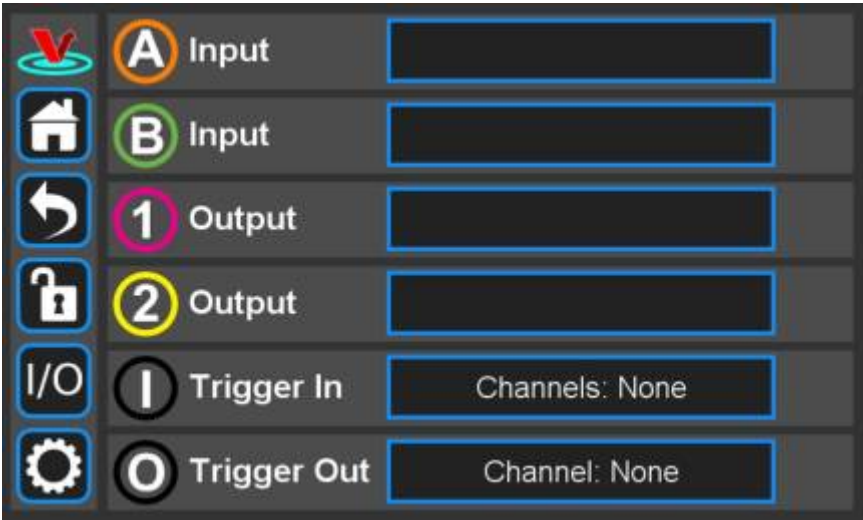 A Input
B Input
1 Output
2 Output
I/O
I Trigger In Channels: None
O Trigger Out Channel: None